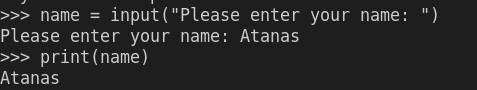 >>> name = input("Please enter your name: ")
Please enter your name: Atanas
>>> print(name)
Atanas